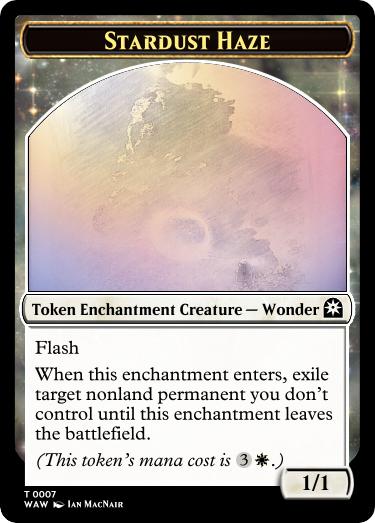 Stardust Haze
Token Enchantment Creature — Wonder
Flash
When this enchantment enters, exile
target nonland permanent you don't
control until this enchantment leaves
the battlefield.
(This token's mana cost is 3.)
1/1
T 0007
WAW Ian MacNair